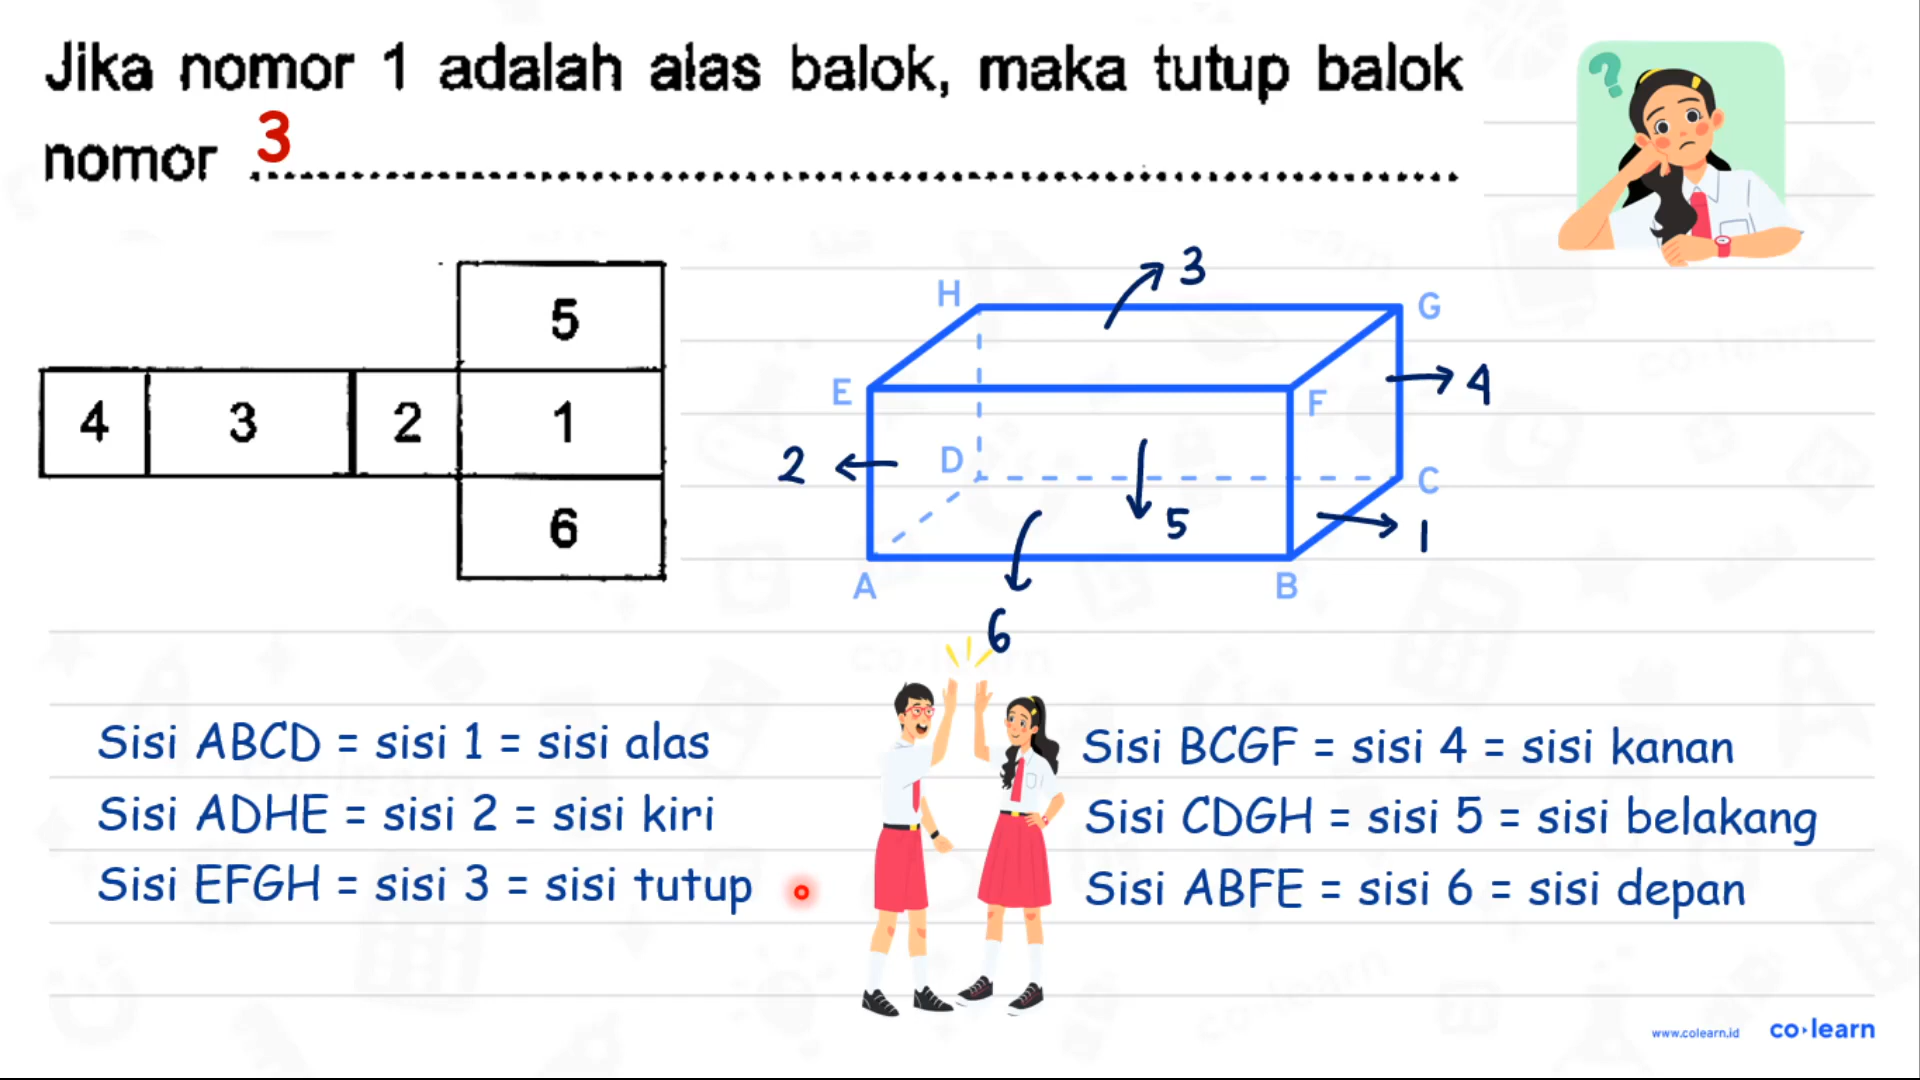 Jika nomor 1 adalah alas balok, maka tutup balok
nomor 3 ........................................
?
5
4 3 2 1
6
H
G
E
F
D
C
A
B
3
4
2
5
1
6
Sisi ABCD = sisi 1 = sisi alas
Sisi ADHE = sisi 2 = sisi kiri
Sisi EFGH = sisi 3 = sisi tutup
Sisi BCGF = sisi 4 = sisi kanan
Sisi CDGH = sisi 5 = sisi belakang
Sisi ABFE = sisi 6 = sisi depan
www.colearn.id
co·learn